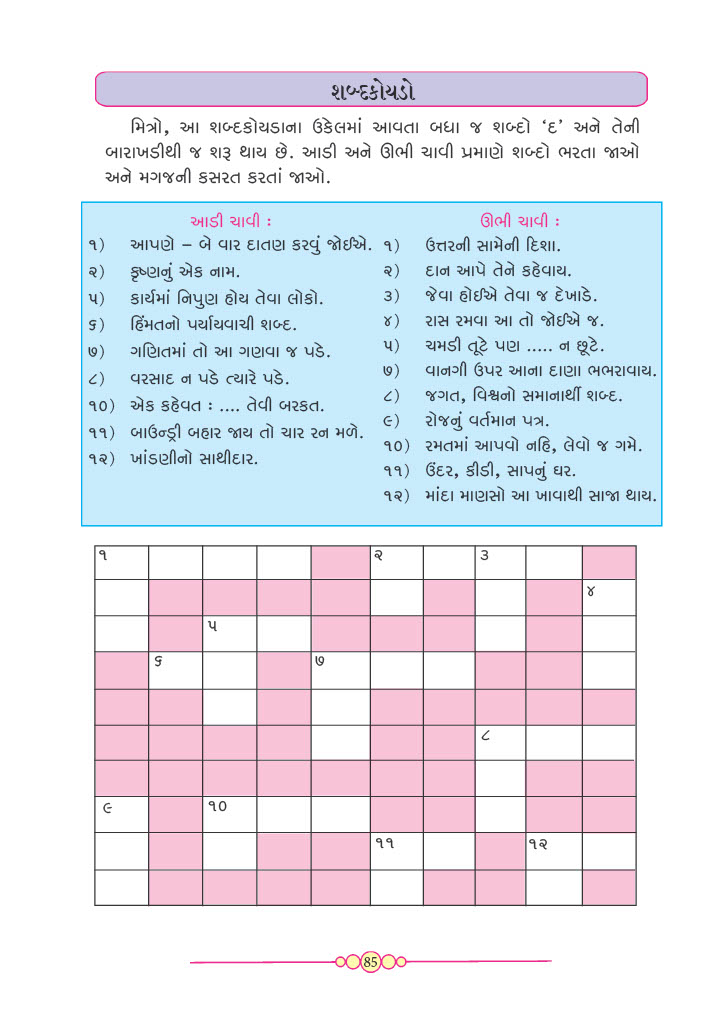 શબ્દકોયડો
મિત્રો, આ શબ્દકોયડાના ઉકેલમાં આવતા બધા જ શબ્દો ‘દ’ અને તેની
બારાખડીથી જ શરૂ થાય છે. આડી અને ઊભી ચાવી પ્રમાણે શબ્દો ભરતા જાઓ
અને મગજની કસરત કરતાં જાઓ.
આડી ચાવી :
૧) આપણે – બે વાર દાતણ કરવું જોઈએ.
૨) કૃષ્ણનું એક નામ.
૫) કાર્યમાં નિપુણ હોય તેવા લોકો.
૬) હિંમતનો પર્યાયવાચી શબ્દ.
૭) ગણિતમાં તો આ ગણવા જ પડે.
૮) વરસાદ ન પડે ત્યારે પડે.
૧૦) એક કહેવત : .... તેવી બરકત.
૧૧) બાઉન્ડ્રી બહાર જાય તો ચાર રન મળે.
૧૨) ખાંડણીનો સાથીદાર.
ઊભી ચાવી :
૧) ઉત્તરની સામેની દિશા.
૨) દાન આપે તેને કહેવાય.
૩) જેવા હોઈએ તેવા જ દેખાડે.
૪) રાસ રમવા આ તો જોઈએ જ.
૫) ચમડી તૂટે પણ ..... ન છૂટે.
૭) વાનગી ઉપર આના દાણા ભભરાવાય.
૮) જગત, વિશ્વનો સમાનાર્થી શબ્દ.
૯) રોજનું વર્તમાન પત્ર.
૧૦) રમતમાં આપવો નહિ, લેવો જ ગમે.
૧૧) ઉંદર, કીડી, સાપનું ઘર.
૧૨) માંદા માણસો આ ખાવાથી સાજા થાય.
૧ ૨ ૩
૪
૫
૬ ૭
૮
૯ ૧૦
૧૧ ૧૨
85